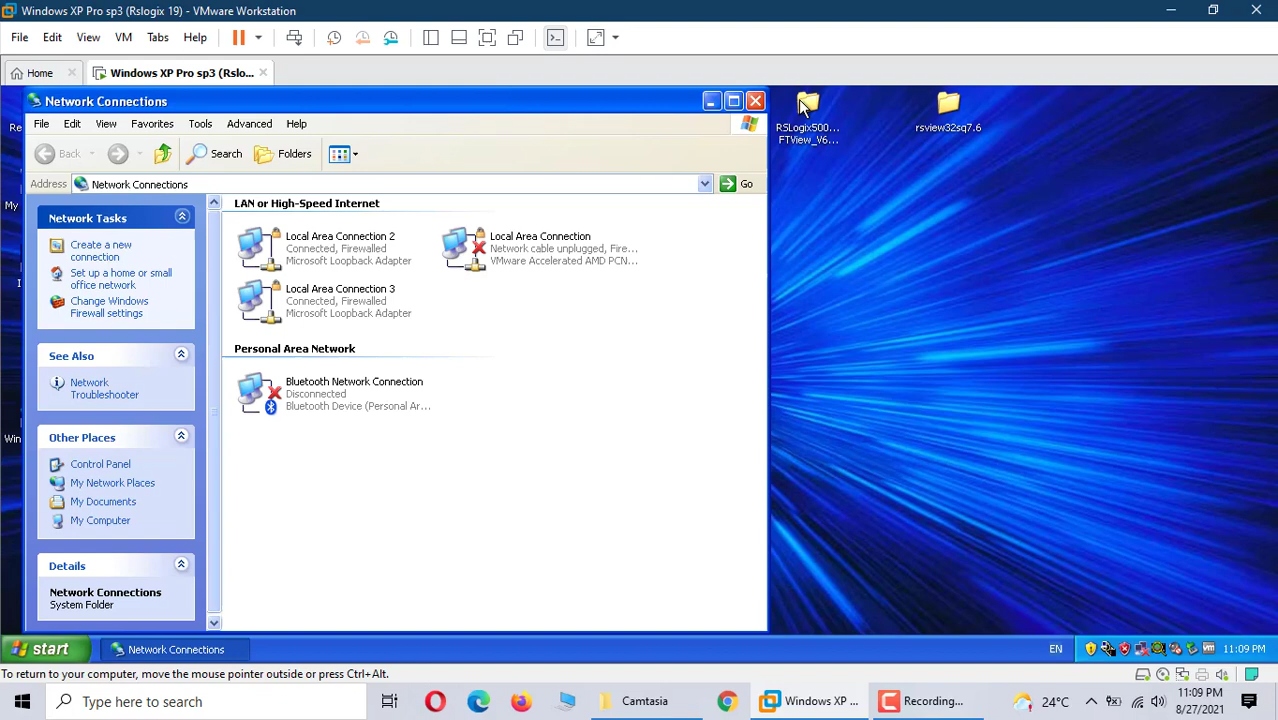 Windows XP Pro sp3 (Rslogix 19) - VMware Workstation
File Edit View VM Tabs Help
Home
Windows XP Pro sp3 (Rslo...
Network Connections
File Edit View Favorites Tools Advanced Help
Back Search Folders
Address Network Connections Go
Network Tasks
Create a new
connection
Set up a home or small
office network
Change Windows
Firewall settings
See Also
Network
Troubleshooter
Other Places
Control Panel
My Network Places
My Documents
My Computer
Details
Network Connections
System Folder
LAN or High-Speed Internet
Local Area Connection 2
Connected, Firewalled
Microsoft Loopback Adapter
Local Area Connection
Network cable unplugged, Fire...
VMware Accelerated AMD PCN...
Local Area Connection 3
Connected, Firewalled
Microsoft Loopback Adapter
Personal Area Network
Bluetooth Network Connection
Disconnected
Bluetooth Device (Personal Ar...
Re
My
I
Win
RSLogix500...
FTView_V6...
rsview32sq7.6
start
Network Connections
EN
11:09 PM
To return to your computer, move the mouse pointer outside or press Ctrl+Alt.
Type here to search
Camtasia
Windows XP ...
Recording...
24°C
11:09 PM
8/27/2021